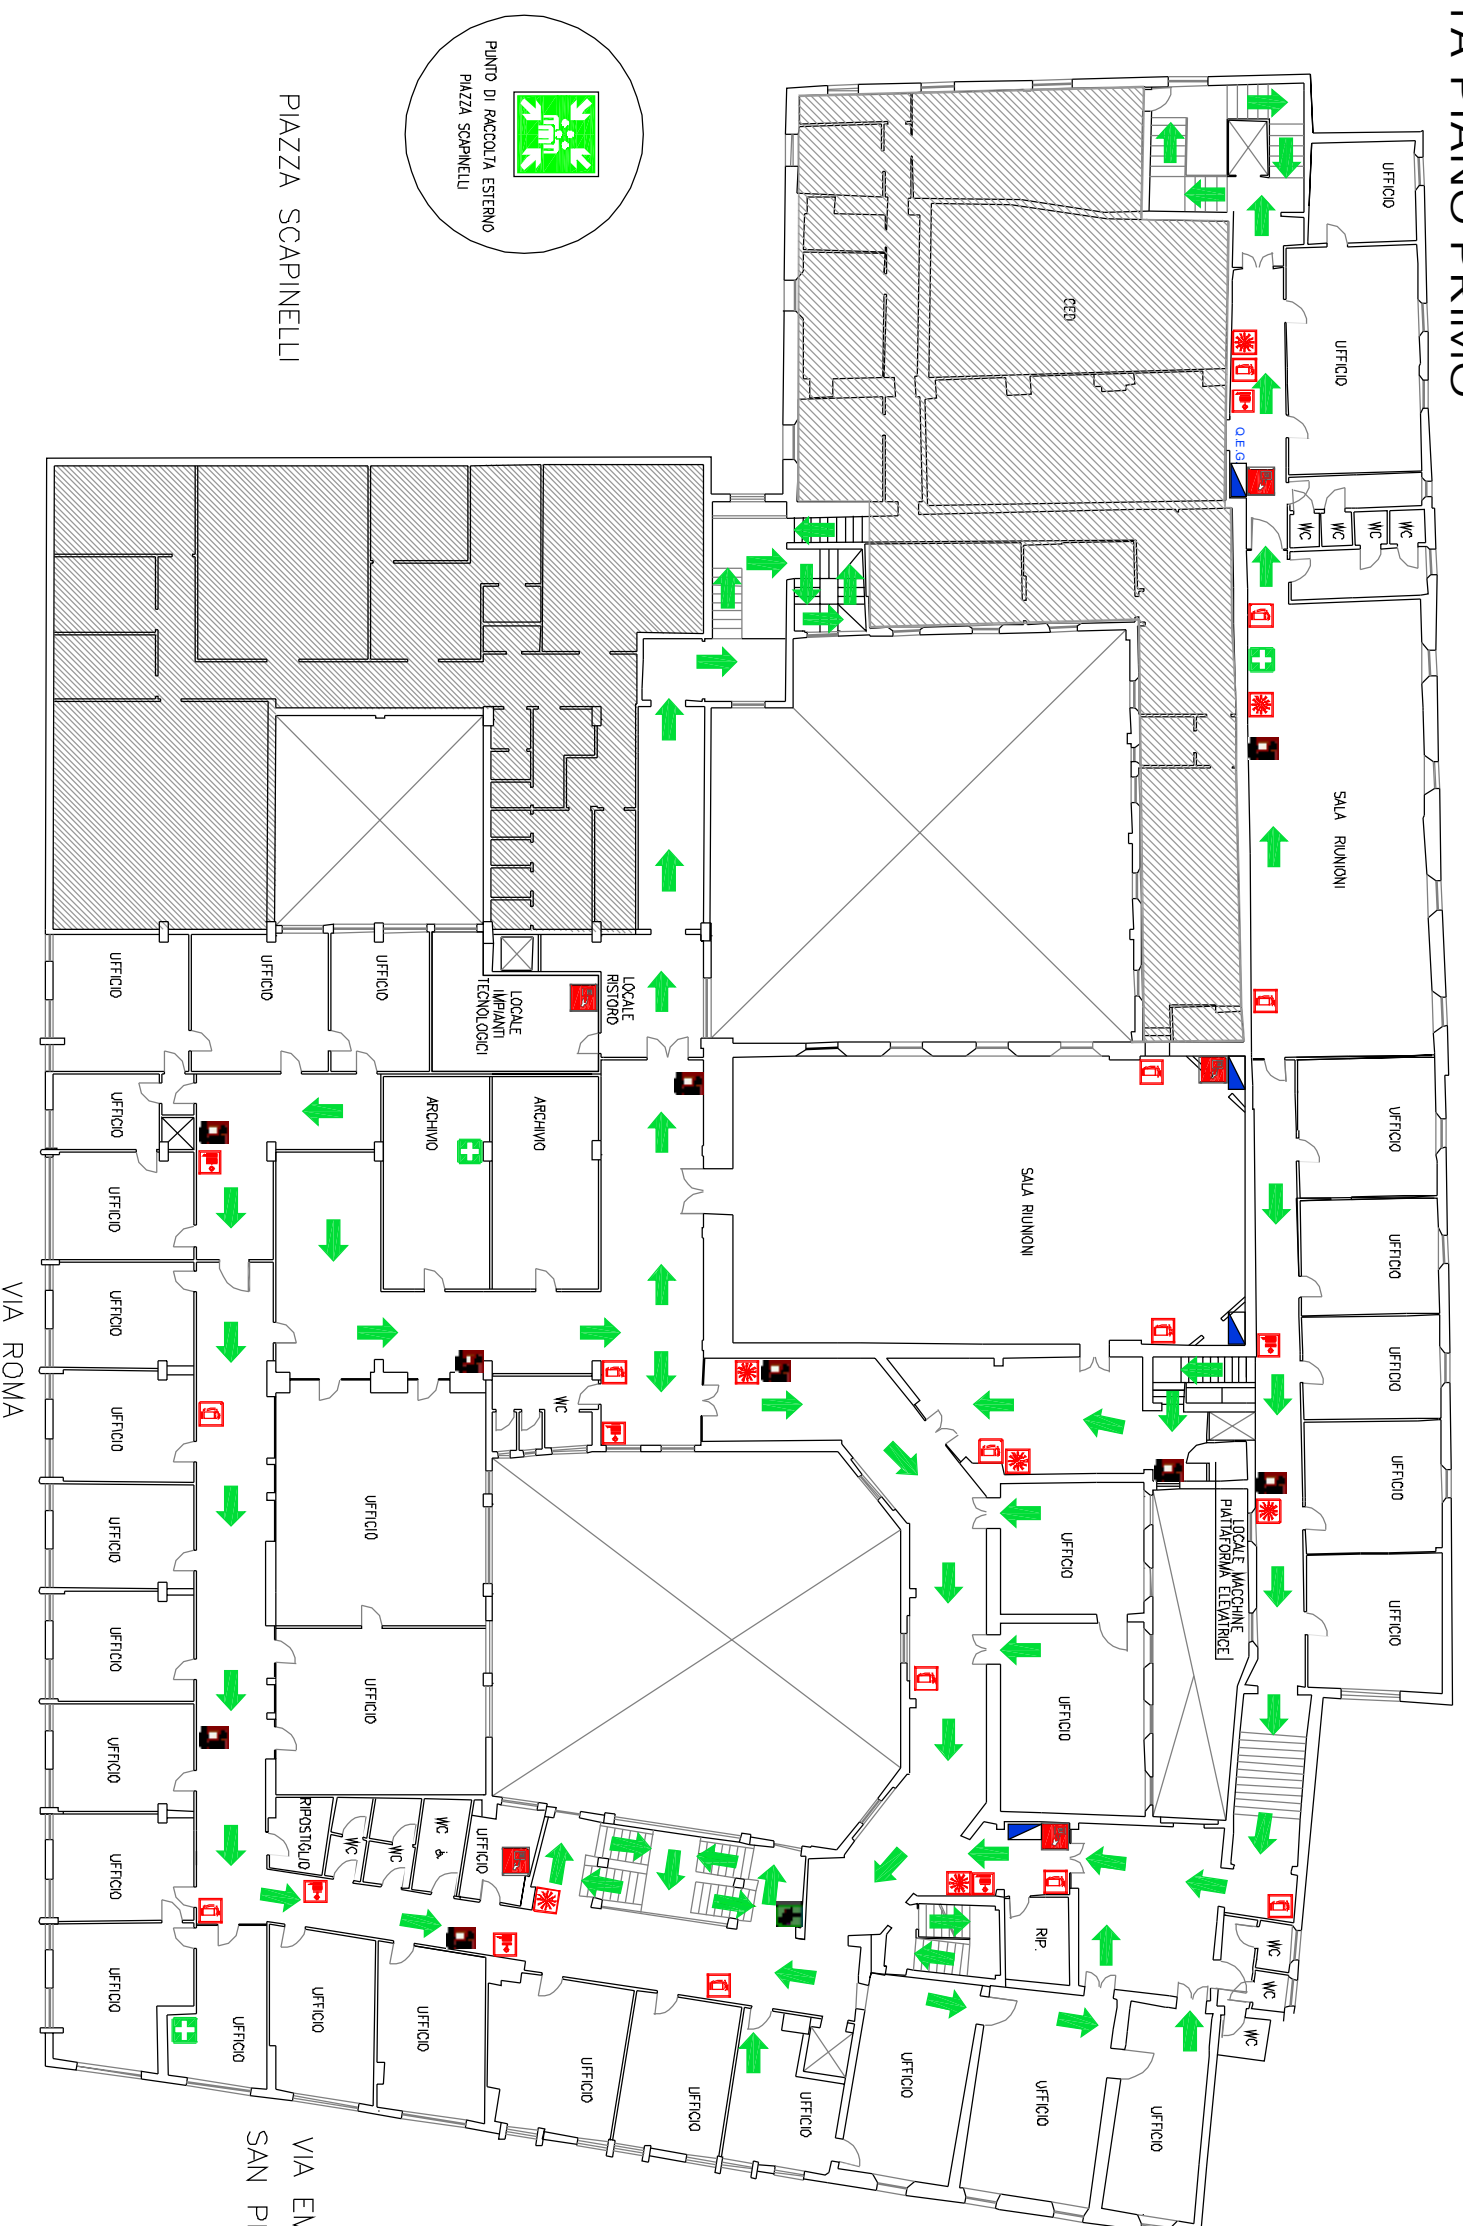 TA PIANO PRIMO
UFFICIO
UFFICIO
WC
WC
WC
WC
SALA RIUNIONI
UFFICIO
UFFICIO
UFFICIO
UFFICIO
UFFICIO
Q.E.G
LOCALE MACCHINE
PIATTAFORMA ELEVATRICE
WC
WC
WC
CED
SALA RIUNIONI
UFFICIO
UFFICIO
RIP.
UFFICIO
UFFICIO
UFFICIO
UFFICIO
UFFICIO
UFFICIO
PUNTO DI RACCOLTA ESTERNO
PIAZZA SCAPINELLI
LOCALE
RISTORO
LOCALE
IMPIANTI
TECNOLOGICI
ARCHIVIO
ARCHIVIO
WC
UFFICIO
UFFICIO
UFFICIO
UFFICIO
UFFICIO
WC
WC
WC
RIPOSTIGLIO
UFFICIO
UFFICIO
UFFICIO
PIAZZA SCAPINELLI
UFFICIO
UFFICIO
UFFICIO
UFFICIO
UFFICIO
UFFICIO
UFFICIO
UFFICIO
UFFICIO
UFFICIO
VIA ROMA
VIA EM
SAN PI